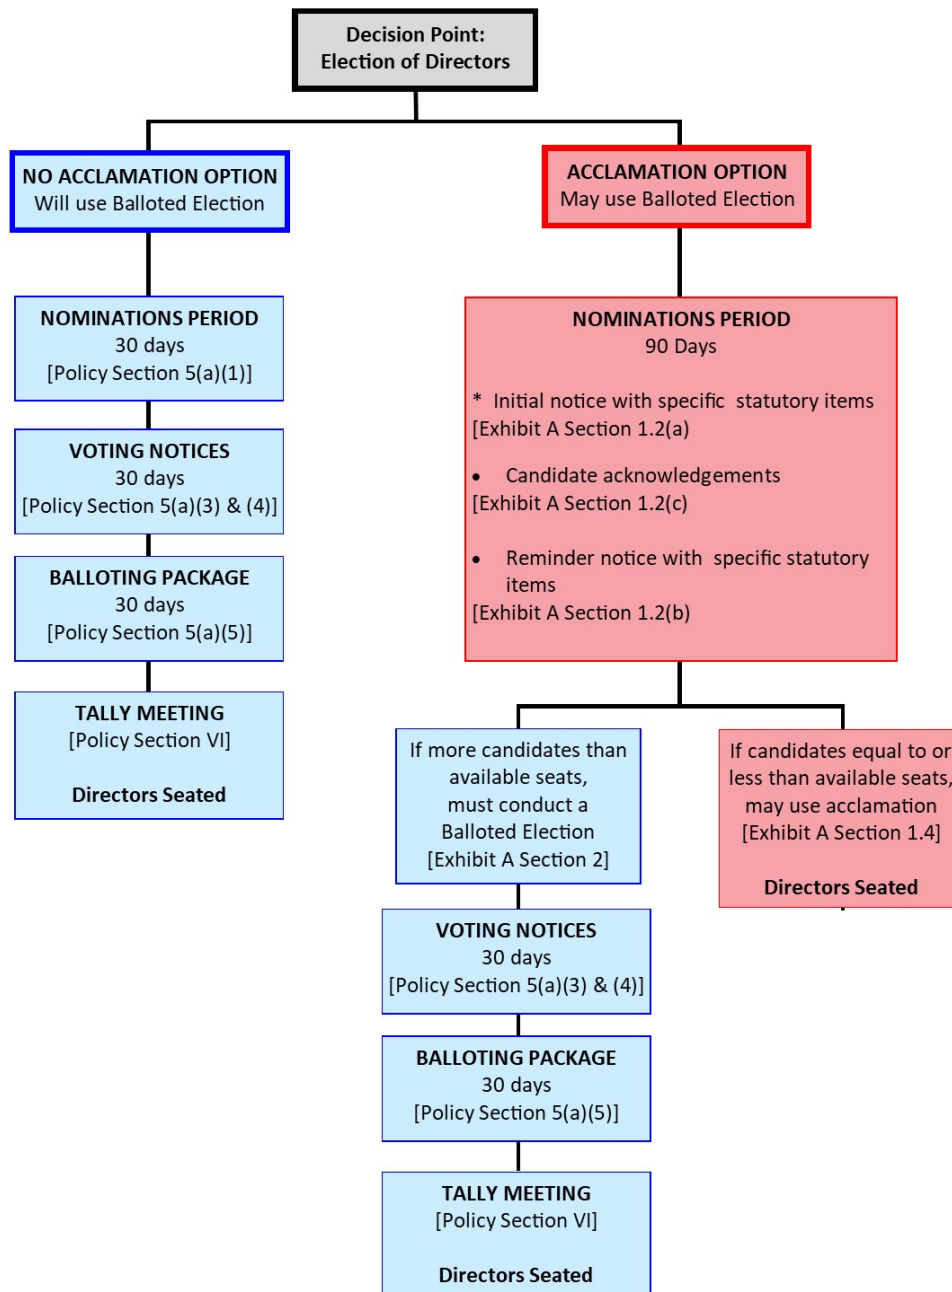 Decision Point:
Election of Directors
NO ACCLAMATION OPTION
Will use Balloted Election
NOMINATIONS PERIOD
30 days
[Policy Section 5(a)(1)]
VOTING NOTICES
30 days
[Policy Section 5(a)(3) & (4)]
BALLOTING PACKAGE
30 days
[Policy Section 5(a)(5)]
TALLY MEETING
[Policy Section VI]
Directors Seated
ACCLAMATION OPTION
May use Balloted Election
NOMINATIONS PERIOD
90 Days
* Initial notice with specific statutory items
[Exhibit A Section 1.2(a)
• Candidate acknowledgements
[Exhibit A Section 1.2(c)
• Reminder notice with specific statutory
items
[Exhibit A Section 1.2(b)
If more candidates than
available seats,
must conduct a
Balloted Election
[Exhibit A Section 2]
VOTING NOTICES
30 days
[Policy Section 5(a)(3) & (4)]
BALLOTING PACKAGE
30 days
[Policy Section 5(a)(5)]
TALLY MEETING
[Policy Section VI]
Directors Seated
If candidates equal to or
less than available seats,
may use acclamation
[Exhibit A Section 1.4]
Directors Seated